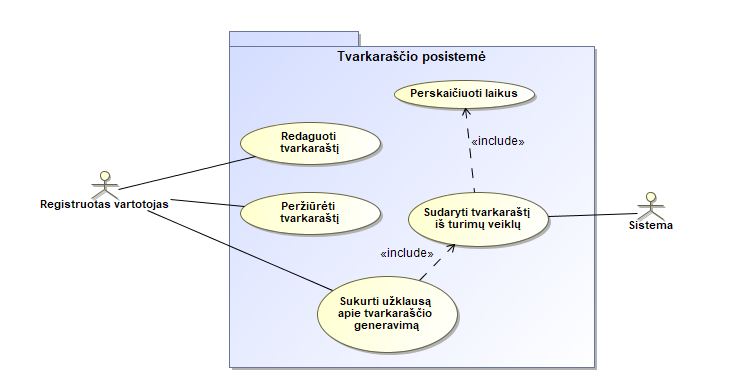 Tvarkaraščio posistemė
Perskaičiuoti laikus
«include»
Redaguoti
tvarkaraštį
Registruotas vartotojas
Peržiūrėti
tvarkaraštį
Sudaryti tvarkaraštį
iš turimų veiklų
Sistema
«include»
Sukurti užklausą
apie tvarkaraščio
generavimą